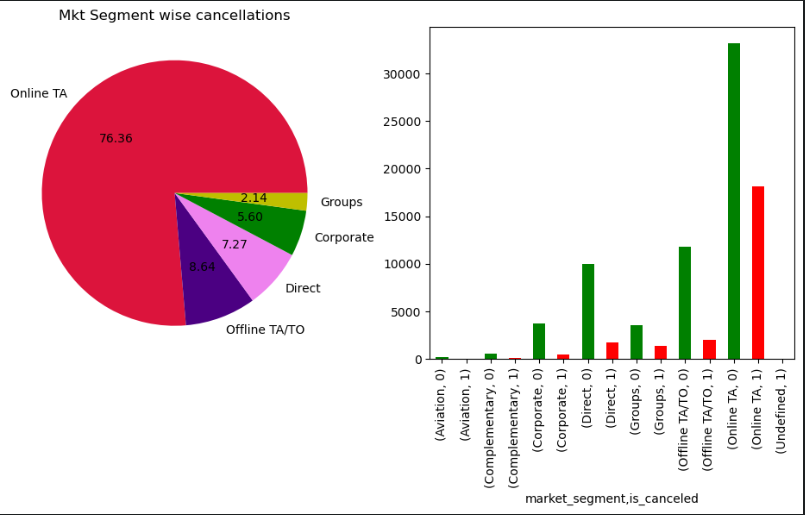 Mkt Segment wise cancellations
Online TA
76.36
2.14
Groups
5.60
Corporate
7.27
Direct
8.64
Offline TA/TO
30000
25000
20000
15000
10000
5000
0
(Aviation, 0)
(Aviation, 1)
(Complementary, 0)
(Complementary, 1)
(Corporate, 0)
(Corporate, 1)
(Direct, 0)
(Direct, 1)
(Groups, 0)
(Groups, 1)
(Offline TA/TO, 0)
(Offline TA/TO, 1)
(Online TA, 0)
(Online TA, 1)
(Undefined, 1)
market_segment,is_canceled